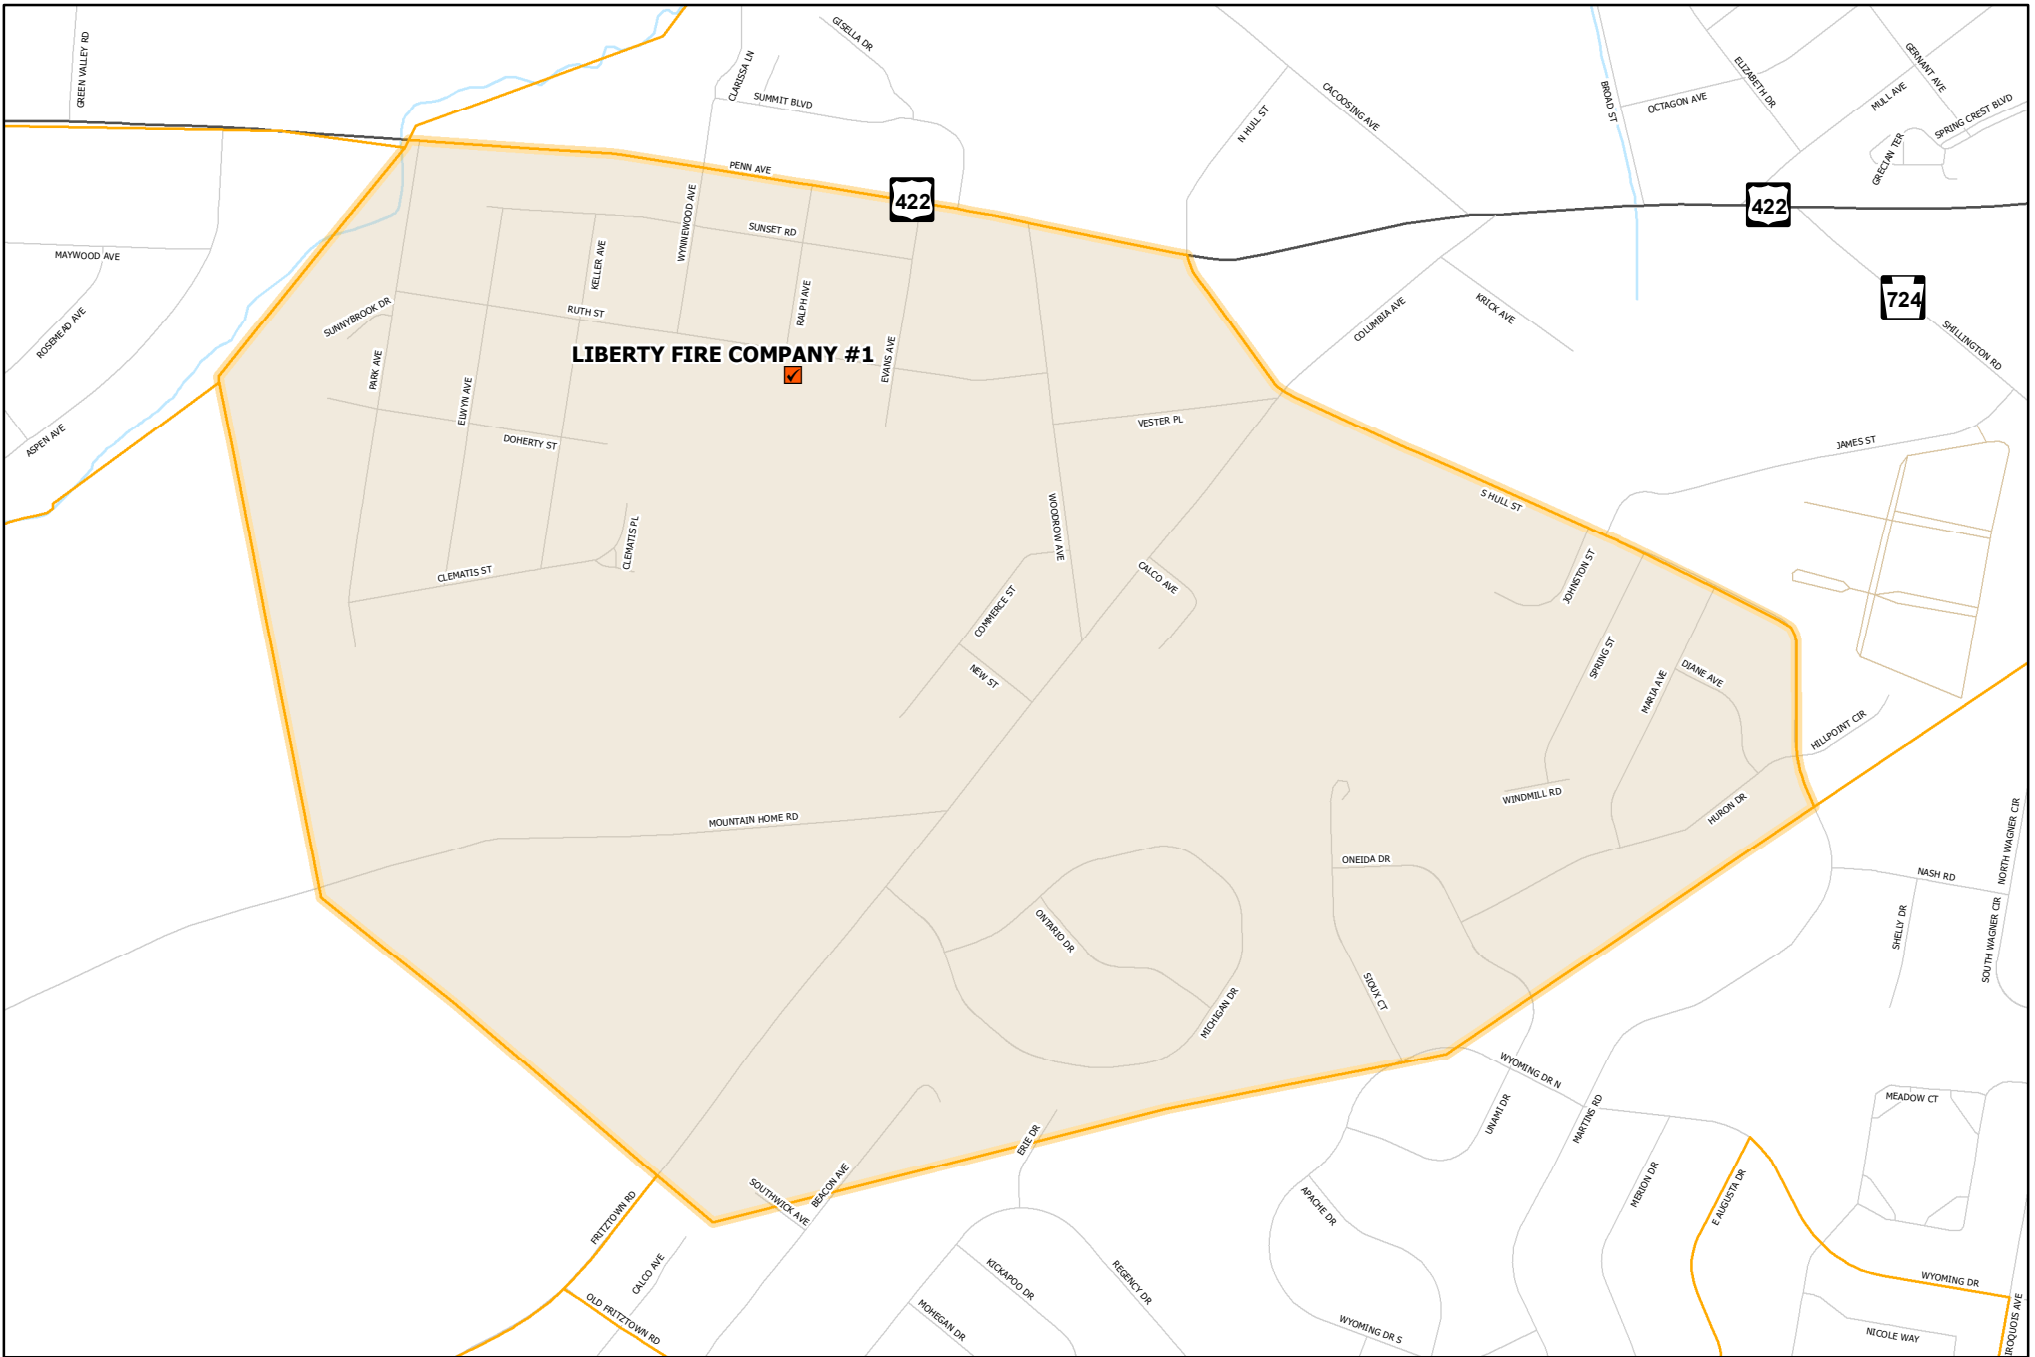 GREEN VALLEY RD
CLARISSA LN
GISELLA DR
SUMMIT BLVD
N HULL ST
CACOOSING AVE
BROAD ST
OCTAGON AVE
ELIZABETH DR
GERNANT AVE
MULL AVE
SPRING CREST BLVD
GRECIAN TER
PENN AVE
422
422
MAYWOOD AVE
ROSEMEAD AVE
ASPEN AVE
SUNNYBROOK DR
KELLER AVE
WYNNEWOOD AVE
SUNSET RD
RALPH AVE
RUTH ST
724
SHILLINGTON RD
COLUMBIA AVE
KRICK AVE
LIBERTY FIRE COMPANY #1
PARK AVE
ELWYN AVE
EVANS AVE
DOHERTY ST
VESTER PL
JAMES ST
S HULL ST
WOODROW AVE
CLEMATIS PL
CLEMATIS ST
CALCO AVE
COMMERCE ST
NEW ST
JOHNSTON ST
SPRING ST
MARIA AVE
DIANE AVE
HILLPOINT CIR
WINDMILL RD
HURON DR
MOUNTAIN HOME RD
ONEIDA DR
NORTH WAGNER CIR
NASH RD
SHELLY DR
SOUTH WAGNER CIR
ONTARIO DR
MICHIGAN DR
SIOUX CT
WYOMING DR N
UNAMI DR
MARTINS RD
MEADOW CT
ERIE DR
BEACON AVE
SOUTHWICK AVE
FRITZTOWN RD
CALCO AVE
OLD FRITZTOWN RD
MERION DR
E AUGUSTA DR
APACHE DR
KICKAPOO DR
REGENCY DR
MOHEGAN DR
WYOMING DR S
WYOMING DR
NICOLE WAY
IROQUOIS AVE